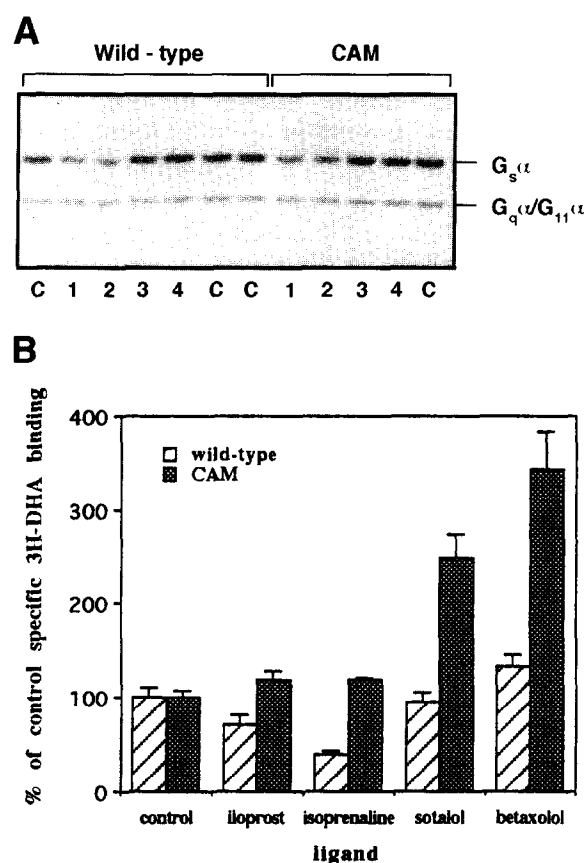 A
Wild - type CAM
Gsα
Gqα/G11α
C 1 2 3 4 C C 1 2 3 4 C
B
% of control specific 3H-DHA binding
400
300
200
100
0
wild-type
CAM
control iloprost isoprenaline sotalol betaxolol
ligand